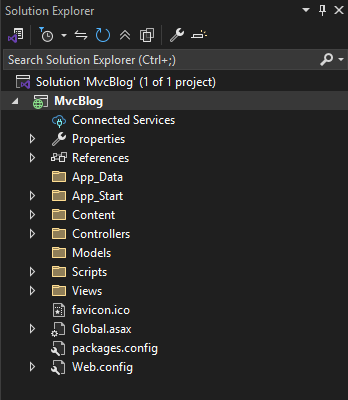 Solution Explorer
Search Solution Explorer (Ctrl+;)
Solution 'MvcBlog' (1 of 1 project)
MvcBlog
Connected Services
Properties
References
App_Data
App_Start
Content
Controllers
Models
Scripts
Views
favicon.ico
Global.asax
packages.config
Web.config